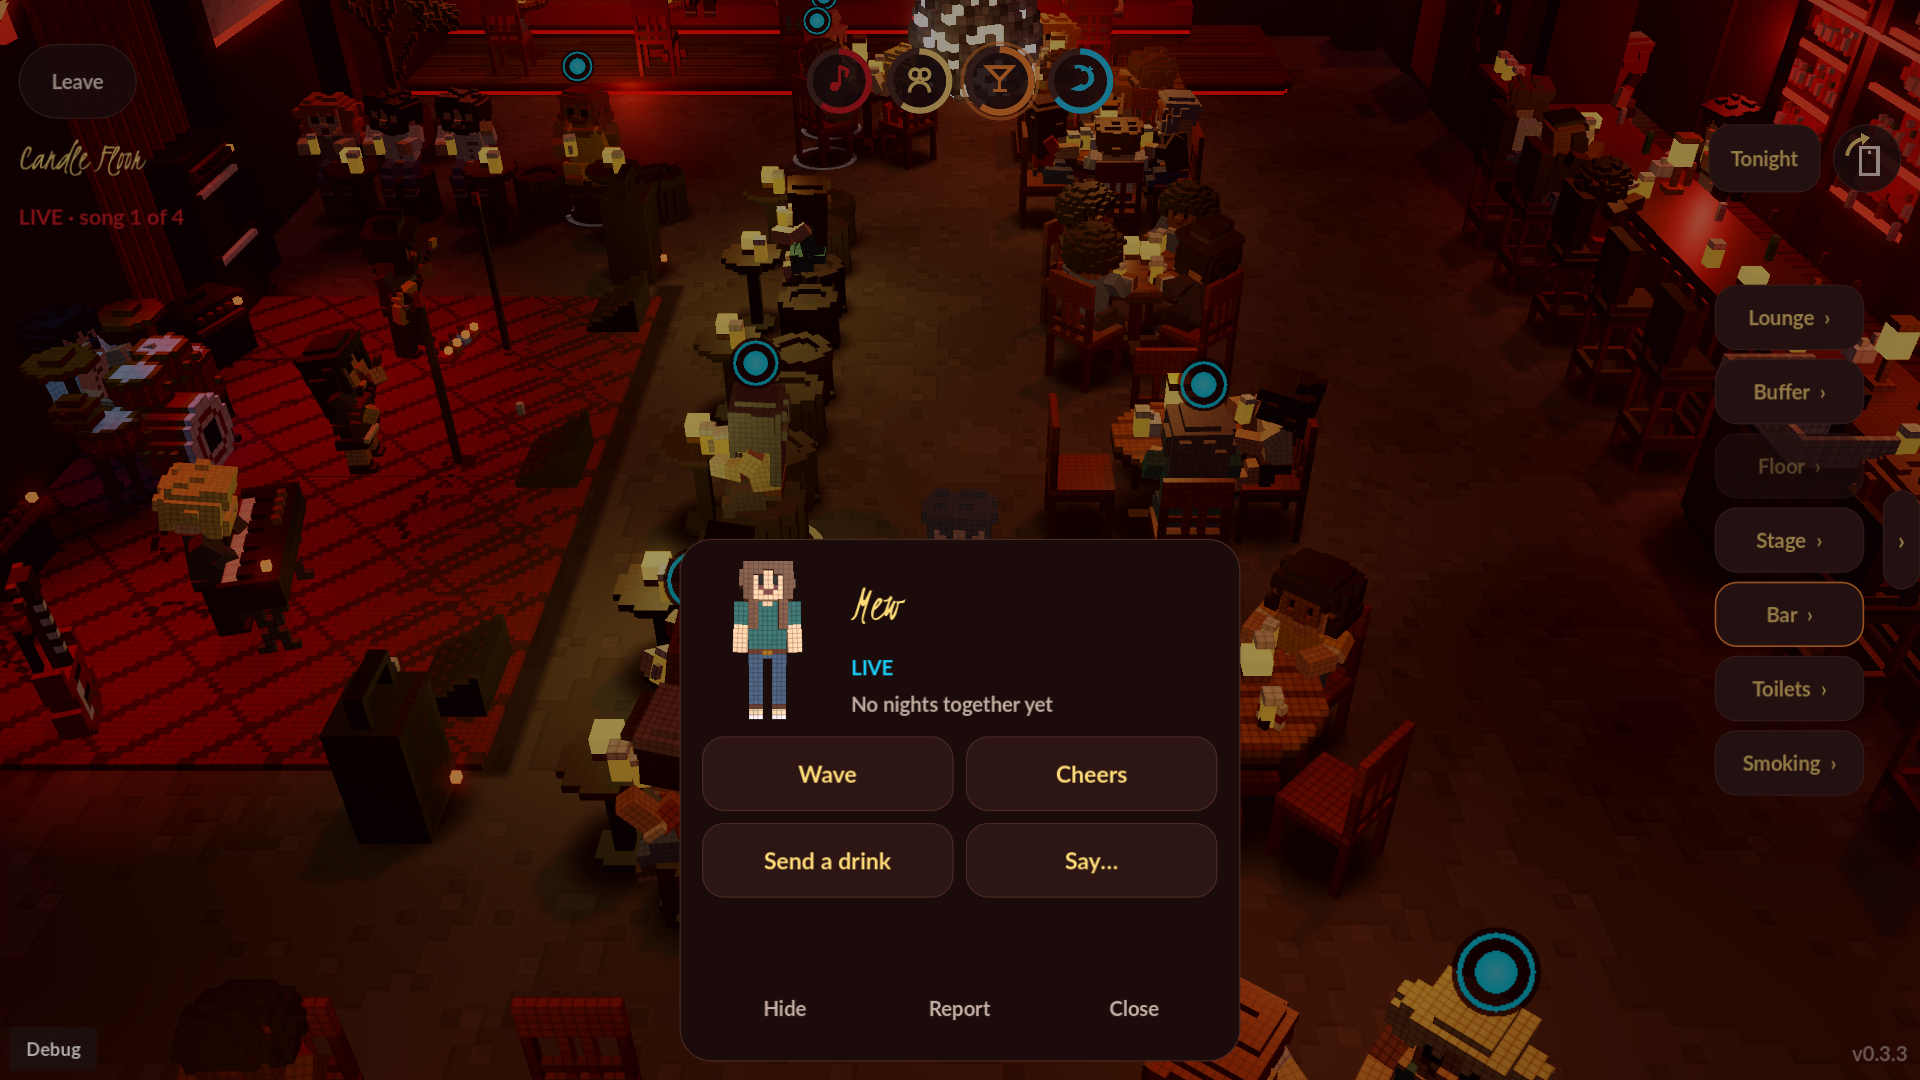 Leave
Candle Floor
LIVE · song 1 of 4
Tonight
Lounge ›
Buffer ›
Floor ›
Stage ›
Bar ›
Toilets ›
Smoking ›
›
Mew
LIVE
No nights together yet
Wave
Cheers
Send a drink
Say...
Hide
Report
Close
Debug
v0.3.3